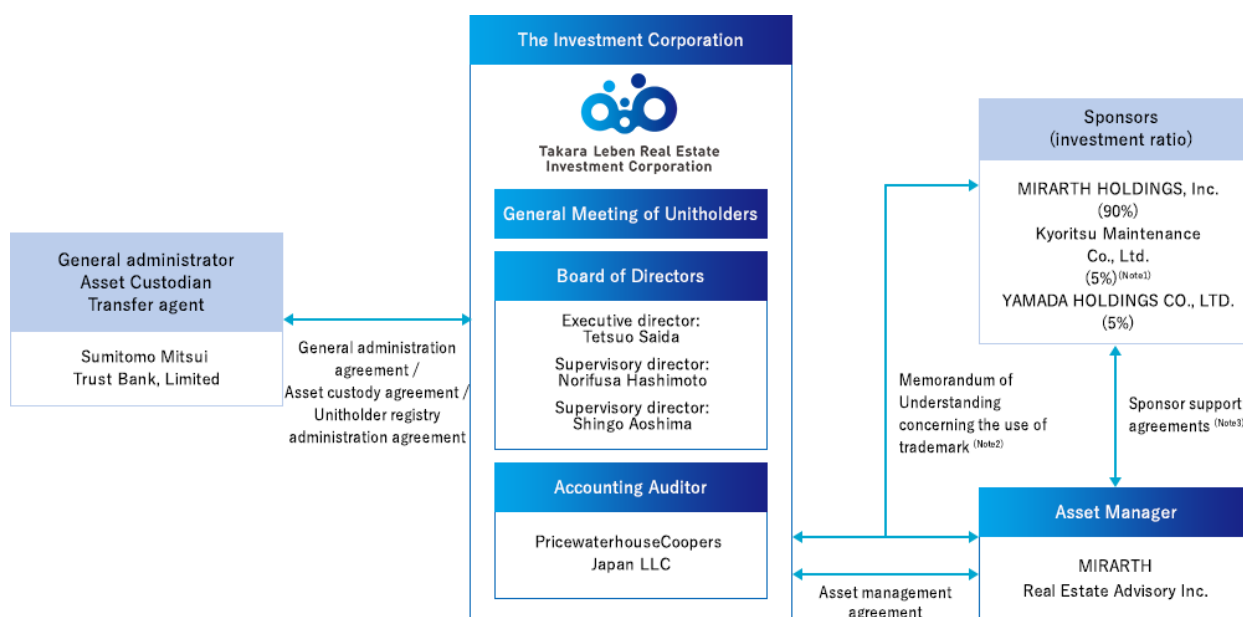 The Investment Corporation
Takara Leben Real Estate
Investment Corporation
General Meeting of Unitholders
Board of Directors
Executive director:
Tetsuo Saida
Supervisory director:
Norifusa Hashimoto
Supervisory director:
Shingo Aoshima
Accounting Auditor
PricewaterhouseCoopers
Japan LLC
General administrator
Asset Custodian
Transfer agent
Sumitomo Mitsui
Trust Bank, Limited
General administration
agreement /
Asset custody agreement /
Unitholder registry
administration agreement
Sponsors
(investment ratio)
MIRARTH HOLDINGS, Inc.
(90%)
Kyoritsu Maintenance
Co., Ltd.
(5%) (Note1)
YAMADA HOLDINGS CO., LTD.
(5%)
Memorandum of
Understanding
concerning the use of
trademark (Note2)
Sponsor support
agreements (Note3)
Asset Manager
MIRARTH
Real Estate Advisory Inc.
Asset management
agreement